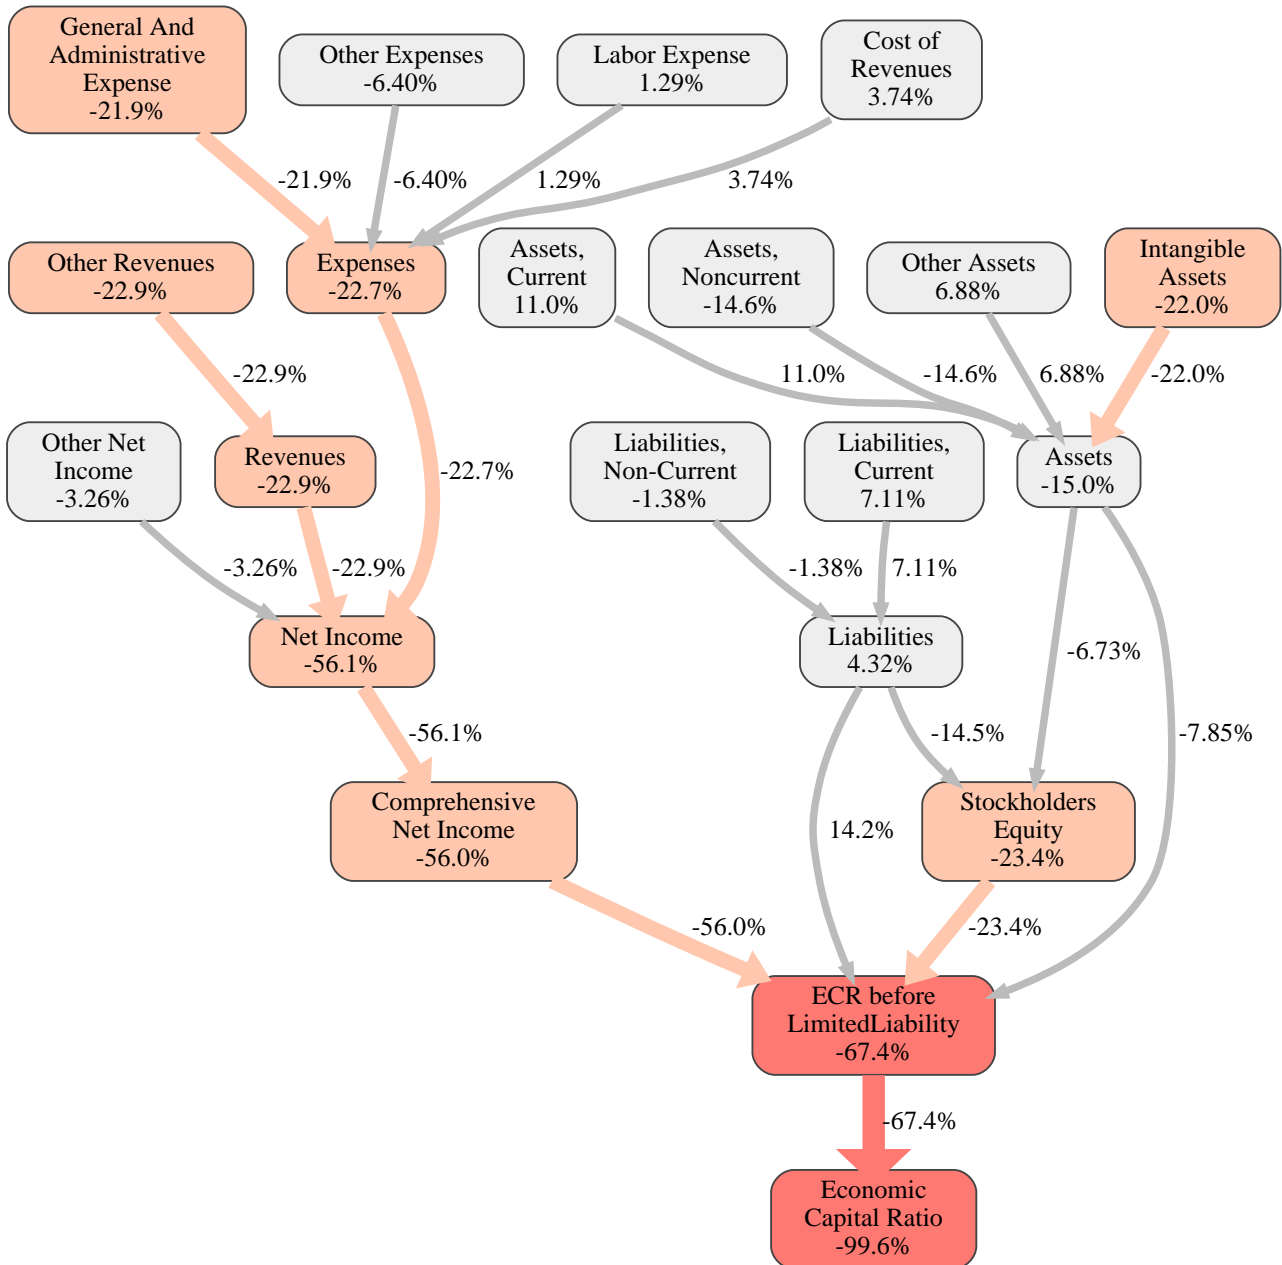 General And
Administrative
Expense
-21.9%
Other Expenses
-6.40%
Labor Expense
1.29%
Cost of
Revenues
3.74%
-21.9%
-6.40%
1.29%
3.74%
Other Revenues
-22.9%
Expenses
-22.7%
Assets,
Current
11.0%
Assets,
Noncurrent
-14.6%
Other Assets
6.88%
Intangible
Assets
-22.0%
-22.9%
11.0%
-14.6%
6.88%
-22.0%
Other Net
Income
-3.26%
Revenues
-22.9%
-22.7%
Liabilities,
Non-Current
-1.38%
Liabilities,
Current
7.11%
Assets
-15.0%
-3.26%
-22.9%
-1.38%
7.11%
Net Income
-56.1%
Liabilities
4.32%
-6.73%
-56.1%
-14.5%
-7.85%
Comprehensive
Net Income
-56.0%
14.2%
Stockholders
Equity
-23.4%
-56.0%
-23.4%
ECR before
LimitedLiability
-67.4%
-67.4%
Economic
Capital Ratio
-99.6%